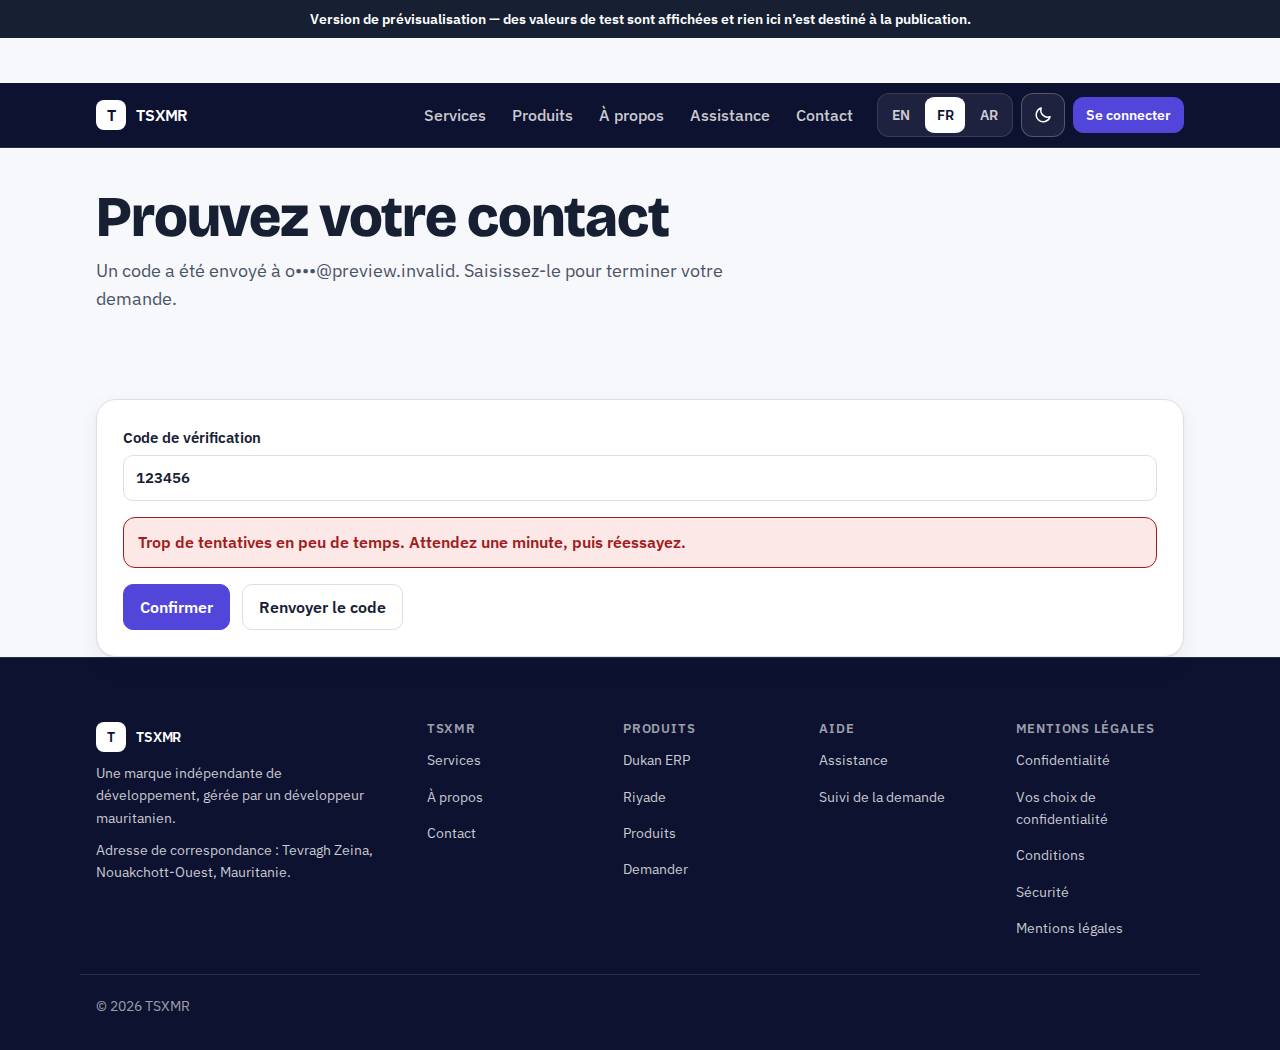 Version de prévisualisation — des valeurs de test sont affichées et rien ici n'est destiné à la publication.
T TSXMR
Services Produits À propos Assistance Contact EN FR AR Se connecter
Prouvez votre contact
Un code a été envoyé à o•••@preview.invalid. Saisissez-le pour terminer votre
demande.
Code de vérification
123456
Trop de tentatives en peu de temps. Attendez une minute, puis réessayez.
Confirmer Renvoyer le code
T TSXMR
Une marque indépendante de
développement, gérée par un développeur
mauritanien.
Adresse de correspondance : Tevragh Zeina,
Nouakchott-Ouest, Mauritanie.
TSXMR
Services
À propos
Contact
PRODUITS
Dukan ERP
Riyade
Produits
Demander
AIDE
Assistance
Suivi de la demande
MENTIONS LÉGALES
Confidentialité
Vos choix de
confidentialité
Conditions
Sécurité
Mentions légales
© 2026 TSXMR